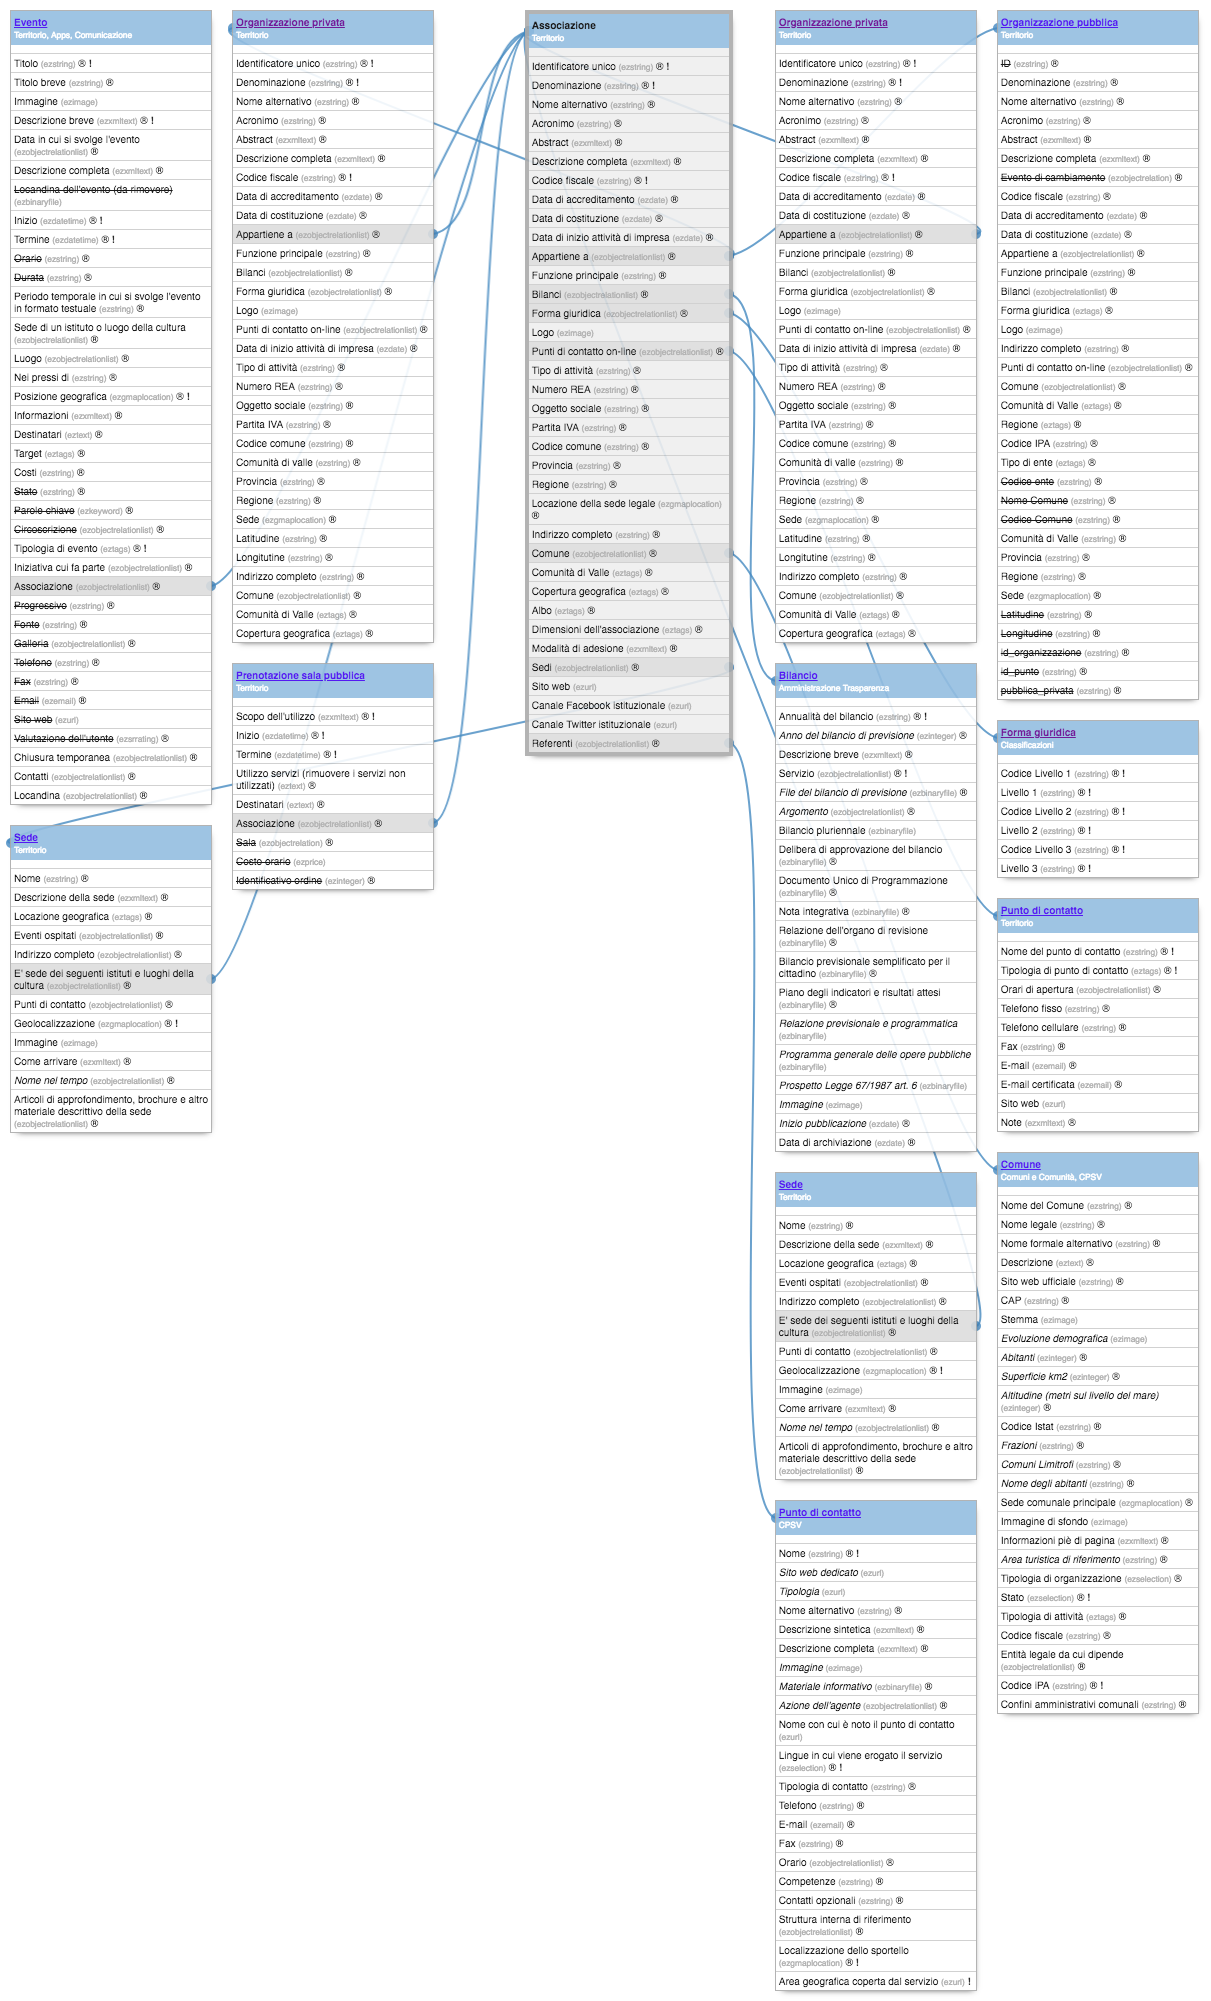 Evento
Territorio, Apps, Comunicazione
Titolo (ezstring) ® !
Titolo breve (ezstring) ®
Immagine (ezimage)
Descrizione breve (ezxmltext) ® !
Data in cui si svolge l'evento
(ezobjectrelationlist) ®
Descrizione completa (ezxmltext) ®
Locandina dell'evento (da rimovere)
(ezbinaryfile)
Inizio (ezdatetime) ® !
Termine (ezdatetime) ® !
Orario (ezstring) ®
Durata (ezstring) ®
Periodo temporale in cui si svolge l'evento
in formato testuale (ezstring) ®
Sede di un istituto o luogo della cultura
(ezobjectrelationlist) ®
Luogo (ezobjectrelationlist) ®
Nei pressi di (ezstring) ®
Posizione geografica (ezgmaplocation) ® !
Informazioni (ezxmltext) ®
Destinatari (eztext) ®
Target (eztags) ®
Costi (ezstring) ®
Stato (ezstring) ®
Parole chiave (ezkeyword) ®
Circoscrizione (ezobjectrelationlist) ®
Tipologia di evento (eztags) ® !
Iniziativa cui fa parte (ezobjectrelationlist) ®
Associazione (ezobjectrelationlist) ®
Progressivo (ezstring) ®
Fonte (ezstring) ®
Galleria (ezobjectrelationlist) ®
Telefono (ezstring) ®
Fax (ezstring) ®
Email (ezemail) ®
Sito web (ezurl)
Valutazione dell'utente (ezsrrating) ®
Chiusura temporanea (ezobjectrelationlist) ®
Contatti (ezobjectrelationlist) ®
Locandina (ezobjectrelationlist) ®
Sede
Territorio
Nome (ezstring) ®
Descrizione della sede (ezxmltext) ®
Locazione geografica (eztags) ®
Eventi ospitati (ezobjectrelationlist) ®
Indirizzo completo (ezobjectrelationlist) ®
E' sede dei seguenti istituti e luoghi della
cultura (ezobjectrelationlist) ®
Punti di contatto (ezobjectrelationlist) ®
Geolocalizzazione (ezgmaplocation) ® !
Immagine (ezimage)
Come arrivare (ezxmltext) ®
Nome nel tempo (ezobjectrelationlist) ®
Articoli di approfondimento, brochure e altro
materiale descrittivo della sede
(ezobjectrelationlist) ®
Organizzazione privata
Territorio
Identificatore unico (ezstring) ® !
Denominazione (ezstring) ® !
Nome alternativo (ezstring) ®
Acronimo (ezstring) ®
Abstract (ezxmltext) ®
Descrizione completa (ezxmltext) ®
Codice fiscale (ezstring) ® !
Data di accreditamento (ezdate) ®
Data di costituzione (ezdate) ®
Appartiene a (ezobjectrelationlist) ®
Funzione principale (ezstring) ®
Bilanci (ezobjectrelationlist) ®
Forma giuridica (ezobjectrelationlist) ®
Logo (ezimage)
Punti di contatto on-line (ezobjectrelationlist) ®
Data di inizio attività di impresa (ezdate) ®
Tipo di attività (ezstring) ®
Numero REA (ezstring) ®
Oggetto sociale (ezstring) ®
Partita IVA (ezstring) ®
Codice comune (ezstring) ®
Comunità di valle (ezstring) ®
Provincia (ezstring) ®
Regione (ezstring) ®
Sede (ezgmaplocation) ®
Latitudine (ezstring) ®
Longitutine (ezstring) ®
Indirizzo completo (ezstring) ®
Comune (ezobjectrelationlist) ®
Comunità di Valle (eztags) ®
Copertura geografica (eztags) ®
Prenotazione sala pubblica
Territorio
Scopo dell'utilizzo (ezxmltext) ® !
Inizio (ezdatetime) ® !
Termine (ezdatetime) ® !
Utilizzo servizi (rimuovere i servizi non
utilizzati) (eztext) ®
Destinatari (eztext) ®
Associazione (ezobjectrelationlist) ®
Sala (ezobjectrelation) ®
Costo orario (ezprice)
Identificativo ordine (ezinteger) ®
Associazione
Territorio
Identificatore unico (ezstring) ® !
Denominazione (ezstring) ® !
Nome alternativo (ezstring) ®
Acronimo (ezstring) ®
Abstract (ezxmltext) ®
Descrizione completa (ezxmltext) ®
Codice fiscale (ezstring) ® !
Data di accreditamento (ezdate) ®
Data di costituzione (ezdate) ®
Data di inizio attività di impresa (ezdate) ®
Appartiene a (ezobjectrelationlist) ®
Funzione principale (ezstring) ®
Bilanci (ezobjectrelationlist) ®
Forma giuridica (ezobjectrelationlist) ®
Logo (ezimage)
Punti di contatto on-line (ezobjectrelationlist) ®
Tipo di attività (ezstring) ®
Numero REA (ezstring) ®
Oggetto sociale (ezstring) ®
Partita IVA (ezstring) ®
Codice comune (ezstring) ®
Provincia (ezstring) ®
Regione (ezstring) ®
Locazione della sede legale (ezgmaplocation)
®
Indirizzo completo (ezstring) ®
Comune (ezobjectrelationlist) ®
Comunità di Valle (eztags) ®
Copertura geografica (eztags) ®
Albo (eztags) ®
Dimensioni dell'associazione (eztags) ®
Modalità di adesione (ezxmltext) ®
Sedi (ezobjectrelationlist) ®
Sito web (ezurl)
Canale Facebook istituzionale (ezurl)
Canale Twitter istituzionale (ezurl)
Referenti (ezobjectrelationlist) ®
Organizzazione privata
Territorio
Identificatore unico (ezstring) ® !
Denominazione (ezstring) ® !
Nome alternativo (ezstring) ®
Acronimo (ezstring) ®
Abstract (ezxmltext) ®
Descrizione completa (ezxmltext) ®
Codice fiscale (ezstring) ® !
Data di accreditamento (ezdate) ®
Data di costituzione (ezdate) ®
Appartiene a (ezobjectrelationlist) ®
Funzione principale (ezstring) ®
Bilanci (ezobjectrelationlist) ®
Forma giuridica (ezobjectrelationlist) ®
Logo (ezimage)
Punti di contatto on-line (ezobjectrelationlist) ®
Data di inizio attività di impresa (ezdate) ®
Tipo di attività (ezstring) ®
Numero REA (ezstring) ®
Oggetto sociale (ezstring) ®
Partita IVA (ezstring) ®
Codice comune (ezstring) ®
Comunità di valle (ezstring) ®
Provincia (ezstring) ®
Regione (ezstring) ®
Sede (ezgmaplocation) ®
Latitudine (ezstring) ®
Longitutine (ezstring) ®
Indirizzo completo (ezstring) ®
Comune (ezobjectrelationlist) ®
Comunità di Valle (eztags) ®
Copertura geografica (eztags) ®
Bilancio
Amministrazione Trasparenza
Annualità del bilancio (ezstring) ® !
Anno del bilancio di previsione (ezinteger) ®
Descrizione breve (ezxmltext) ®
Servizio (ezobjectrelationlist) ® !
File del bilancio di previsione (ezbinaryfile) ®
Argomento (ezobjectrelationlist) ®
Bilancio pluriennale (ezbinaryfile)
Delibera di approvazione del bilancio
(ezbinaryfile) ®
Documento Unico di Programmazione
(ezbinaryfile) ®
Nota integrativa (ezbinaryfile) ®
Relazione dell'organo di revisione
(ezbinaryfile) ®
Bilancio previsionale semplificato per il
cittadino (ezbinaryfile) ®
Piano degli indicatori e risultati attesi
(ezbinaryfile) ®
Relazione previsionale e programmatica
(ezbinaryfile)
Programma generale delle opere pubbliche
(ezbinaryfile)
Prospetto Legge 67/1987 art. 6 (ezbinaryfile)
Immagine (ezimage)
Inizio pubblicazione (ezdate) ®
Data di archiviazione (ezdate) ®
Sede
Territorio
Nome (ezstring) ®
Descrizione della sede (ezxmltext) ®
Locazione geografica (eztags) ®
Eventi ospitati (ezobjectrelationlist) ®
Indirizzo completo (ezobjectrelationlist) ®
E' sede dei seguenti istituti e luoghi della
cultura (ezobjectrelationlist) ®
Punti di contatto (ezobjectrelationlist) ®
Geolocalizzazione (ezgmaplocation) ® !
Immagine (ezimage)
Come arrivare (ezxmltext) ®
Nome nel tempo (ezobjectrelationlist) ®
Articoli di approfondimento, brochure e altro
materiale descrittivo della sede
(ezobjectrelationlist) ®
Punto di contatto
CPSV
Nome (ezstring) ® !
Sito web dedicato (ezurl)
Tipologia (ezurl)
Nome alternativo (ezstring) ®
Descrizione sintetica (ezxmltext) ®
Descrizione completa (ezxmltext) ®
Immagine (ezimage)
Materiale informativo (ezbinaryfile) ®
Azione dell'agente (ezobjectrelationlist) ®
Nome con cui è noto il punto di contatto
(ezurl)
Lingue in cui viene erogato il servizio
(ezselection) ® !
Tipologia di contatto (ezstring) ®
Telefono (ezstring) ®
E-mail (ezemail) ®
Fax (ezstring) ®
Orario (ezobjectrelationlist) ®
Competenze (ezstring) ®
Contatti opzionali (ezstring) ®
Struttura interna di riferimento
(ezobjectrelationlist) ®
Localizzazione dello sportello
(ezgmaplocation) ® !
Area geografica coperta dal servizio (ezurl) !
Organizzazione pubblica
Territorio
ID (ezstring) ®
Denominazione (ezstring) ®
Nome alternativo (ezstring) ®
Acronimo (ezstring) ®
Abstract (ezxmltext) ®
Descrizione completa (ezxmltext) ®
Evento di cambiamento (ezobjectrelation) ®
Codice fiscale (ezstring) ®
Data di accreditamento (ezdate) ®
Data di costituzione (ezdate) ®
Appartiene a (ezobjectrelationlist) ®
Funzione principale (ezstring) ®
Bilanci (ezobjectrelationlist) ®
Forma giuridica (eztags) ®
Logo (ezimage)
Indirizzo completo (ezstring) ®
Punti di contatto on-line (ezobjectrelationlist) ®
Comune (ezobjectrelationlist) ®
Comunità di Valle (eztags) ®
Regione (eztags) ®
Codice IPA (ezstring) ®
Tipo di ente (eztags) ®
Codice ente (ezstring) ®
Nome Comune (ezstring) ®
Codice Comune (ezstring) ®
Comunità di Valle (ezstring) ®
Provincia (ezstring) ®
Regione (ezstring) ®
Sede (ezgmaplocation) ®
Latitudine (ezstring) ®
Longitudine (ezstring) ®
id_organizzazione (ezstring) ®
id_punto (ezstring) ®
pubblica_privata (ezstring) ®
Forma giuridica
Classificazioni
Codice Livello 1 (ezstring) ® !
Livello 1 (ezstring) ® !
Codice Livello 2 (ezstring) ® !
Livello 2 (ezstring) ® !
Codice Livello 3 (ezstring) ® !
Livello 3 (ezstring) ® !
Punto di contatto
Territorio
Nome del punto di contatto (ezstring) ® !
Tipologia di punto di contatto (eztags) ® !
Orari di apertura (ezobjectrelationlist) ®
Telefono fisso (ezstring) ®
Telefono cellulare (ezstring) ®
Fax (ezstring) ®
E-mail (ezemail) ®
E-mail certificata (ezemail) ®
Sito web (ezurl)
Note (ezxmltext) ®
Comune
Comuni e Comunità, CPSV
Nome del Comune (ezstring) ®
Nome legale (ezstring) ®
Nome formale alternativo (ezstring) ®
Descrizione (eztext) ®
Sito web ufficiale (ezstring) ®
CAP (ezstring) ®
Stemma (ezimage)
Evoluzione demografica (ezimage)
Abitanti (ezinteger) ®
Superficie km2 (ezinteger) ®
Altitudine (metri sul livello del mare)
(ezinteger) ®
Codice Istat (ezstring) ®
Frazioni (ezstring) ®
Comuni Limitrofi (ezstring) ®
Nome degli abitanti (ezstring) ®
Sede comunale principale (ezgmaplocation) ®
Immagine di sfondo (ezimage)
Informazioni piè di pagina (ezxmltext) ®
Area turistica di riferimento (ezstring) ®
Tipologia di organizzazione (ezselection) ®
Stato (ezselection) ® !
Tipologia di attività (eztags) ®
Codice fiscale (ezstring) ®
Entità legale da cui dipende
(ezobjectrelationlist) ®
Codice iPA (ezstring) ® !
Confini amministrativi comunali (ezstring) ®